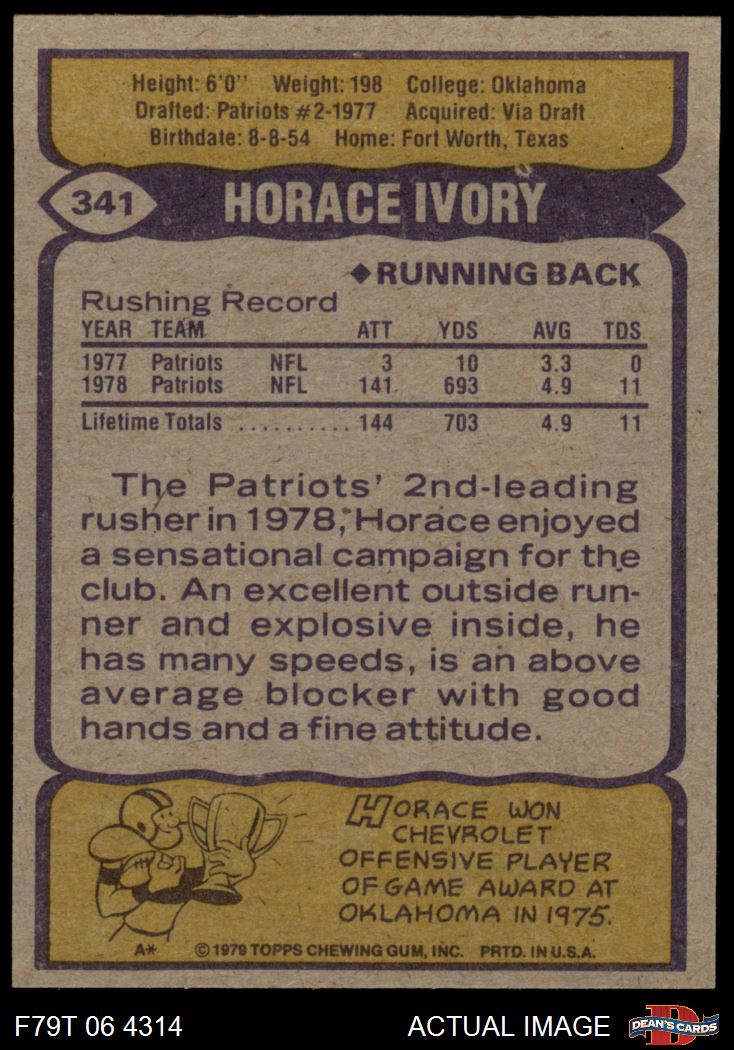 Height: 6'0" Weight: 198 College: Oklahoma
Drafted: Patriots #2-1977 Acquired: Via Draft
Birthdate: 8-8-54 Home: Fort Worth, Texas
341 HORACE IVORY
◆RUNNING BACK
Rushing Record
YEAR TEAM ATT YDS AVG TDS
1977 Patriots NFL 3 10 3.3 0
1978 Patriots NFL 141 693 4.9 11
Lifetime Totals .......... 144 703 4.9 11
The Patriots' 2nd-leading
rusher in 1978, Horace enjoyed
a sensational campaign for the
club. An excellent outside run-
ner and explosive inside, he
has many speeds, is an above
average blocker with good
hands and a fine attitude.
HORACE WON
CHEVROLET
OFFENSIVE PLAYER
OF GAME AWARD AT
OKLAHOMA IN 1975.
A* © 1979 TOPPS CHEWING GUM, INC. PRTD. IN U.S.A.
F79T 06 4314 ACTUAL IMAGE D DEAN'S CARDS